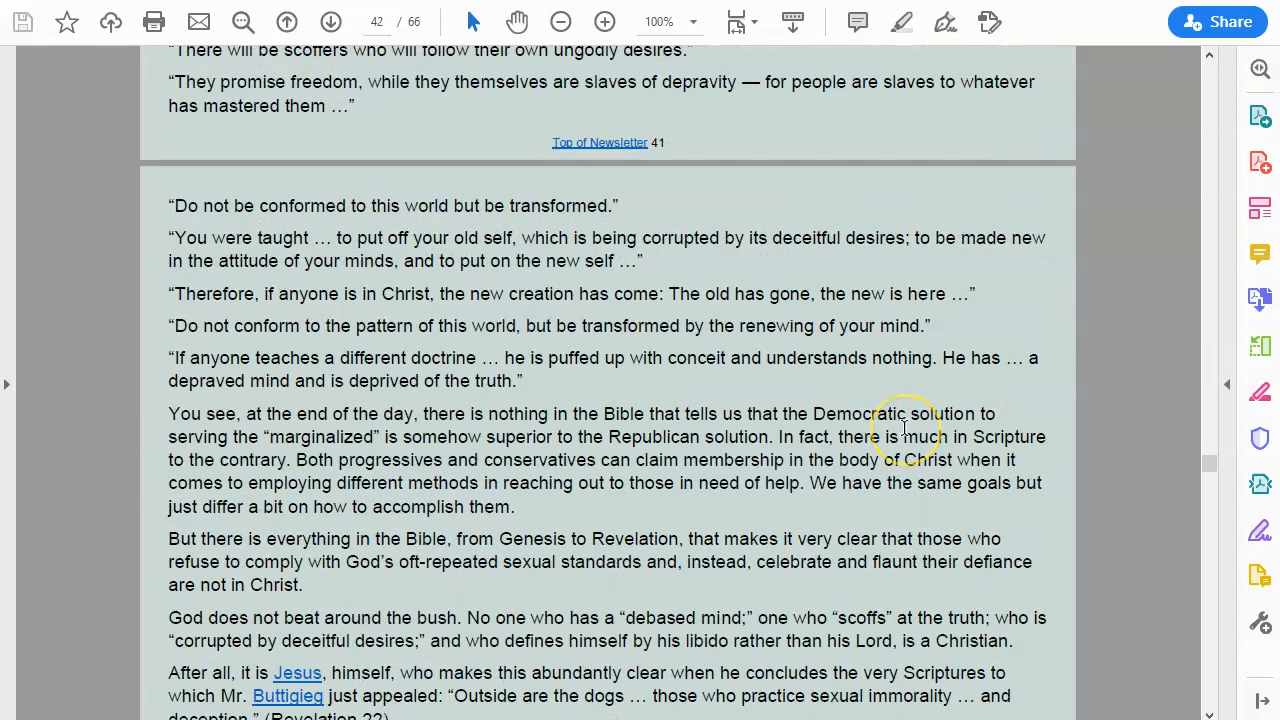 42 / 66
100%
Share
“There will be scoffers who will follow their own ungodly desires.”
“They promise freedom, while they themselves are slaves of depravity — for people are slaves to whatever
has mastered them …”
Top of Newsletter 41
“Do not be conformed to this world but be transformed.”
“You were taught … to put off your old self, which is being corrupted by its deceitful desires; to be made new
in the attitude of your minds, and to put on the new self …”
“Therefore, if anyone is in Christ, the new creation has come: The old has gone, the new is here …”
“Do not conform to the pattern of this world, but be transformed by the renewing of your mind.”
“If anyone teaches a different doctrine … he is puffed up with conceit and understands nothing. He has … a
depraved mind and is deprived of the truth.”
You see, at the end of the day, there is nothing in the Bible that tells us that the Democratic solution to
serving the “marginalized” is somehow superior to the Republican solution. In fact, there is much in Scripture
to the contrary. Both progressives and conservatives can claim membership in the body of Christ when it
comes to employing different methods in reaching out to those in need of help. We have the same goals but
just differ a bit on how to accomplish them.
But there is everything in the Bible, from Genesis to Revelation, that makes it very clear that those who
refuse to comply with God’s oft-repeated sexual standards and, instead, celebrate and flaunt their defiance
are not in Christ.
God does not beat around the bush. No one who has a “debased mind;” one who “scoffs” at the truth; who is
“corrupted by deceitful desires;” and who defines himself by his libido rather than his Lord, is a Christian.
After all, it is Jesus, himself, who makes this abundantly clear when he concludes the very Scriptures to
which Mr. Buttigieg just appealed: “Outside are the dogs … those who practice sexual immorality … and
deception.” (Revelation 22)